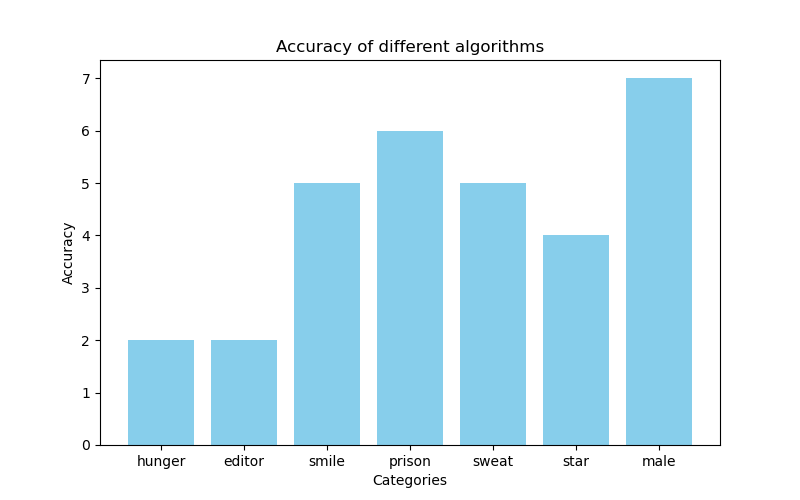 Accuracy of different algorithms
Accuracy
7
6
5
4
3
2
1
0
hunger editor smile prison sweat star male
Categories